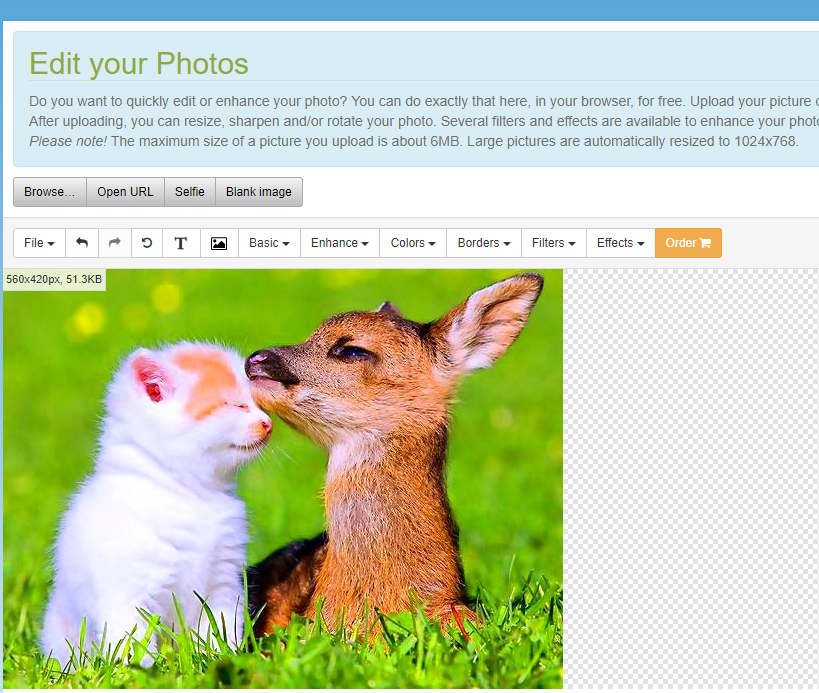 Edit your Photos
Do you want to quickly edit or enhance your photo? You can do exactly that here, in your browser, for free. Upload your picture
After uploading, you can resize, sharpen and/or rotate your photo. Several filters and effects are available to enhance your
Please note! The maximum size of a picture you upload is about 6MB. Large pictures are automatically resized to 1024x768.
Browse... Open URL Selfie Blank image
File T Basic Enhance Colors Borders Filters Effects Order
560x420px, 51.3KB